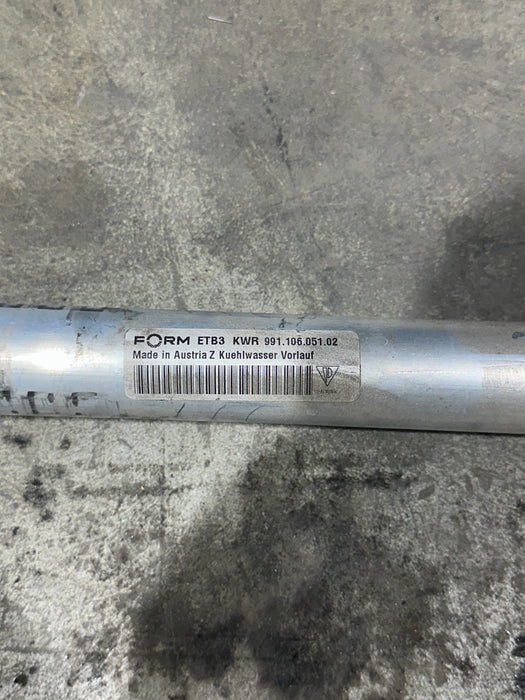 FORM ETB3 KWR 991.106.051.02
Made in Austria Z Kuehlwasser Vorlauf